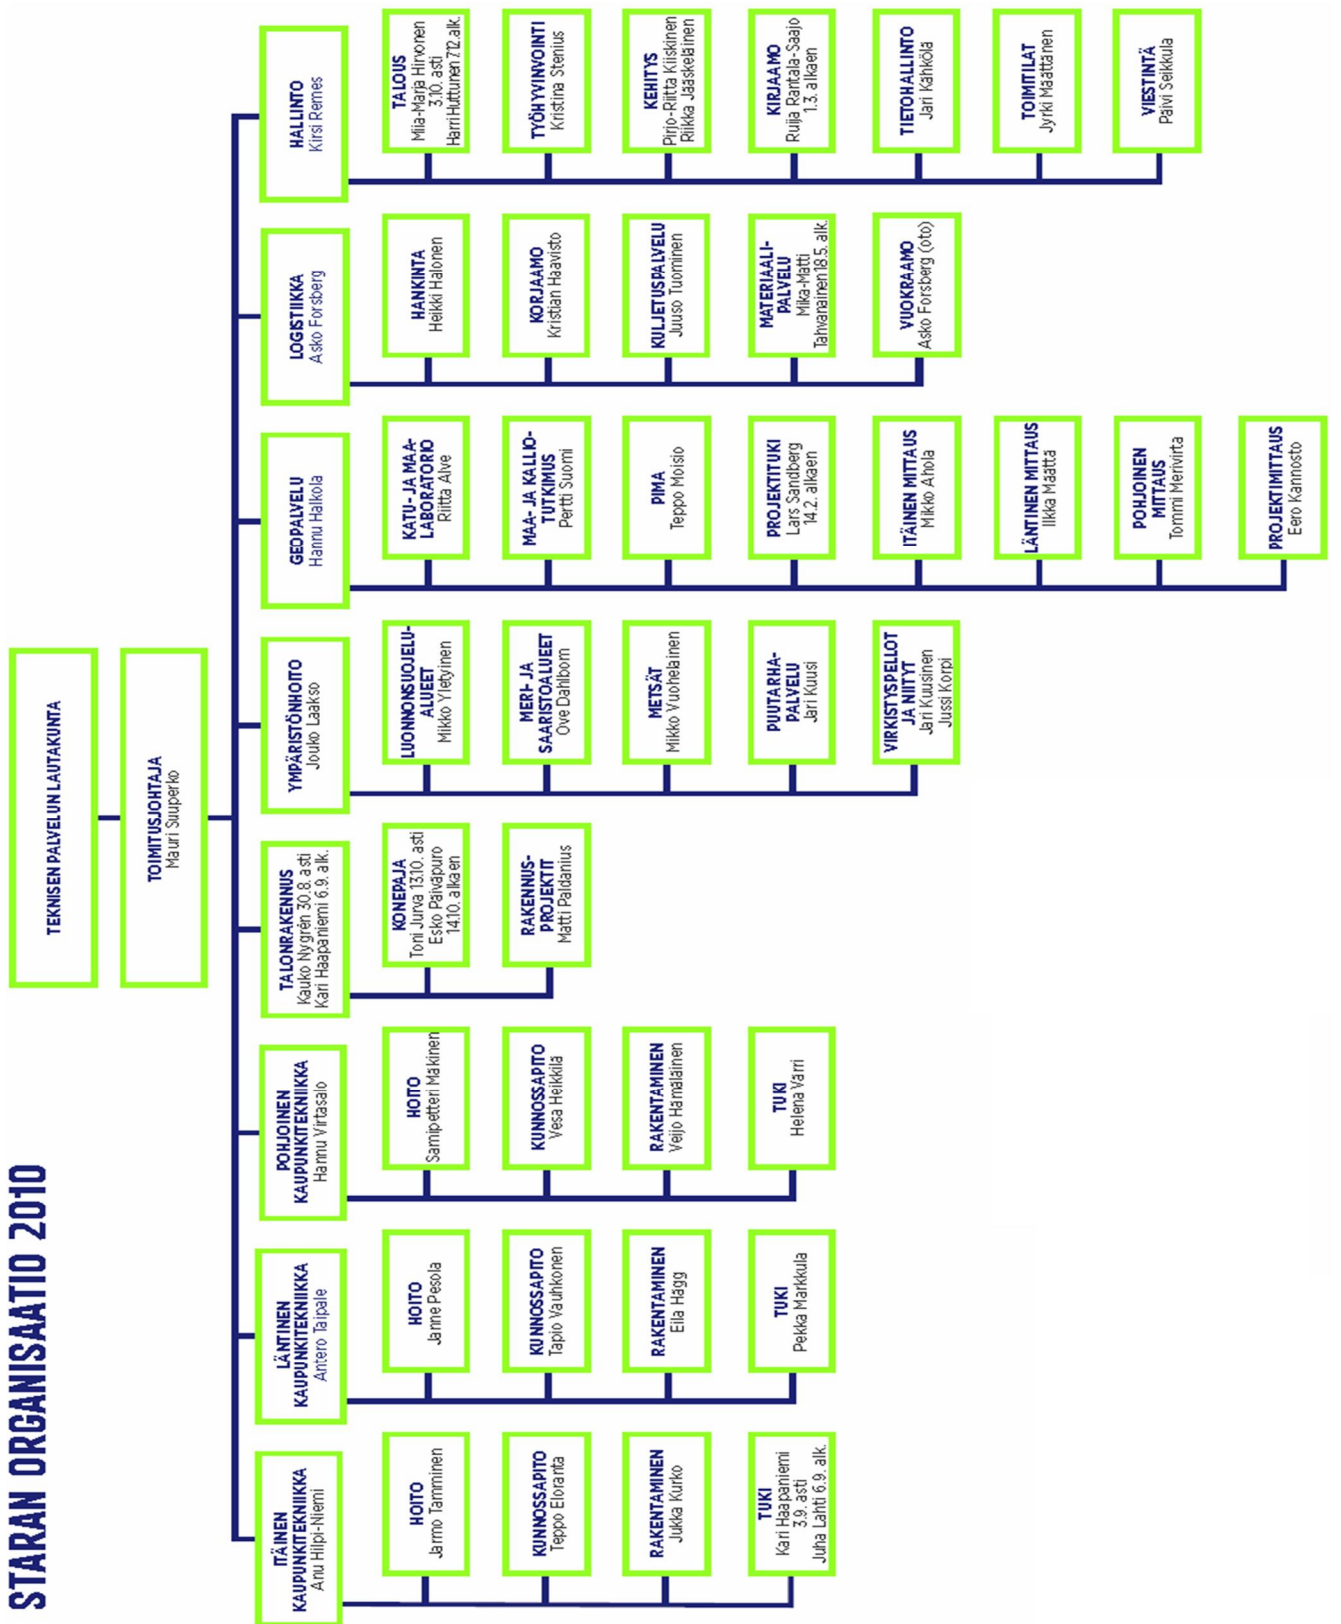 STARAN ORGANISAATIO 2010
TEKNISEN PALVELUN LAUTAKUNTA
TOIMITUSJOHTAJA
Mauri Suuperko
ITÄINEN
KAUPUNKITEKNIIKKA
Anu Hilpi-Niemi
HOITO
Jarmo Tamminen
KUNNOSSAPITO
Teppo Eloranta
RAKENTAMINEN
Jukka Kurko
TUKI
Kari Haapaniemi
3.9. asti
Juha Lahti 6.9. alk.
LÄNTINEN
KAUPUNKITEKNIIKKA
Antero Taipale
HOITO
Janne Pesola
KUNNOSSAPITO
Tapio Vauhkonen
RAKENTAMINEN
Eila Hägg
TUKI
Pekka Markkula
POHJOINEN
KAUPUNKITEKNIIKKA
Hannu Virtasalo
HOITO
Samipetteri Mäkinen
KUNNOSSAPITO
Vesa Heikkilä
RAKENTAMINEN
Veijo Hämäläinen
TUKI
Helena Värri
TALONRAKENNUS
Kauko Nygrén 30.8. asti
Kari Haapaniemi 6.9. alk.
KONEPAJA
Toni Jurva 13.10. asti
Esko Päiväpuro
14.10. alkaen
RAKENNUS-
PROJEKTIT
Matti Paldanius
YMPÄRISTÖNHOITO
Jouko Laakso
LUONNONSUOJELU-
ALUEET
Mikko Yletyinen
MERI- JA
SAARISTOALUEET
Ove Dahlbom
METSÄT
Mikko Vuohelainen
PUUTARHA-
PALVELU
Jari Kuusi
VIRKISTYSPELLOT
JA NIITYT
Jari Kuusinen
Jussi Korpi
GEOPALVELU
Hannu Halkola
KATU- JA MAA-
LABORATORIO
Riitta Alve
MAA- JA KALLIO-
TUTKIMUS
Pertti Suomi
PIMA
Teppo Moisio
PROJEKTITUKI
Lars Sandberg
14.2. alkaen
ITÄINEN MITTAUS
Mikko Ahola
LÄNTINEN MITTAUS
Ilkka Määttä
POHJOINEN
MITTAUS
Tommi Merivirta
PROJEKTIMITTAUS
Eero Kannosto
LOGISTIIKKA
Asko Forsberg
HANKINTA
Heikki Halonen
KORJAAMO
Kristian Haavisto
KULJETUSPALVELU
Juuso Tuominen
MATERIAALI-
PALVELU
Mika-Matti
Tahvanainen 18.5. alk.
VUOKRAAMO
Asko Forsberg (oto)
HALLINTO
Kirsi Remes
TALOUS
Miia-Marja Hirvonen
3.10. asti
Harri Huttunen 7.12. alk.
TYÖHYVINVOINTI
Kristina Stenius
KEHITYS
Pirjo-Riitta Kiiskinen
Riikka Jääskeläinen
KIRJAAMO
Ruija Rantala-Saajo
1.3. alkaen
TIETOHALLINTO
Jari Kähkölä
TOIMITILAT
Jyrki Määttänen
VIESTINTÄ
Päivi Seikkula